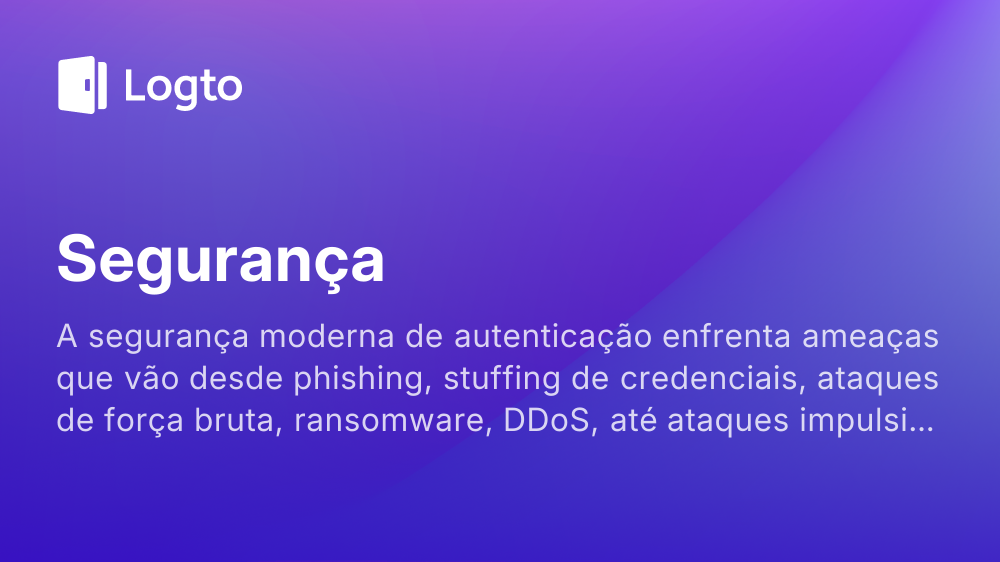 Logto
Segurança
A segurança moderna de autenticação enfrenta ameaças
que vão desde phishing, stuffing de credenciais, ataques
de força bruta, ransomware, DDoS, até ataques impulsi...